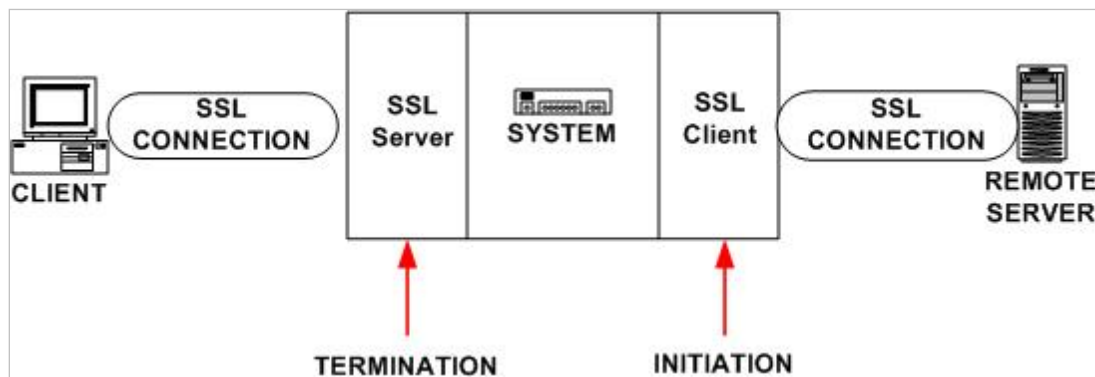 CLIENT
SSL
CONNECTION
SSL
Server
SYSTEM
SSL
Client
SSL
CONNECTION
REMOTE
SERVER
TERMINATION
INITIATION